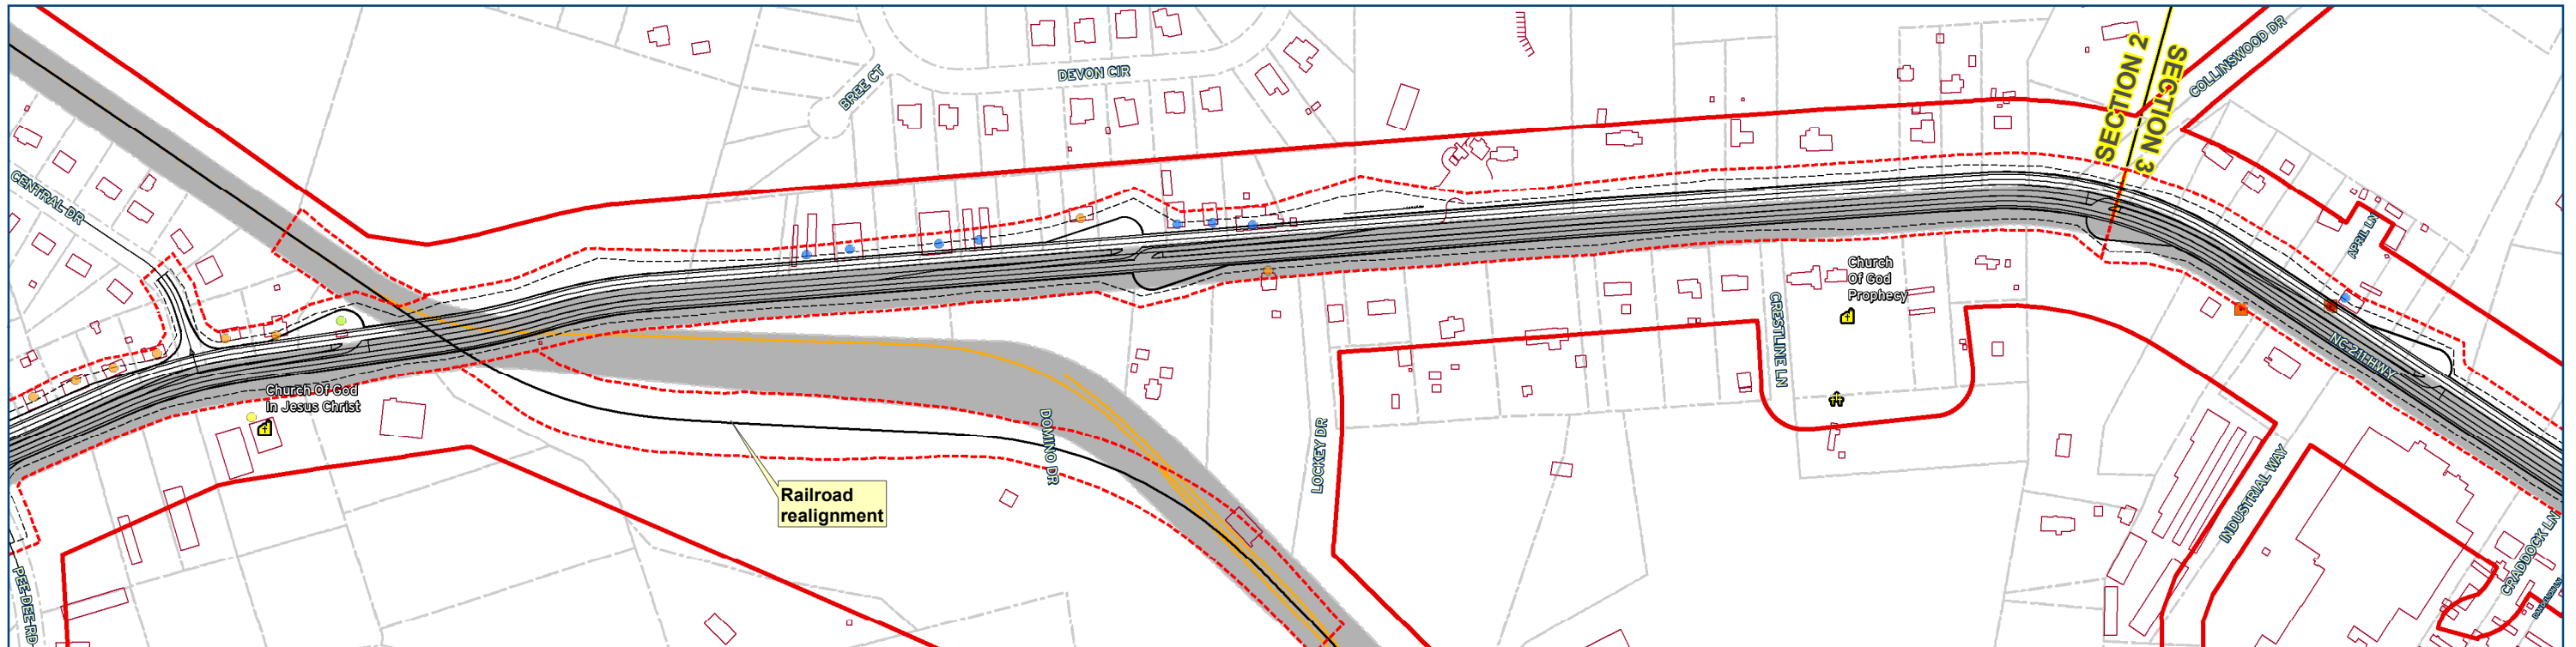 DEVON CIR
BREE CT
SECTION 2
SECTION 3
COLLINSWOOD DR
CENTRAL DR
APRIL LN
Church
Of God
Prophecy
CRESTLINE LN
NC 211 HWY
Church Of God
In Jesus Christ
DOMINO DR
LOCKEY DR
Railroad
realignment
INDUSTRIAL WAY
CRADDOCK LN
PEE DEE RD